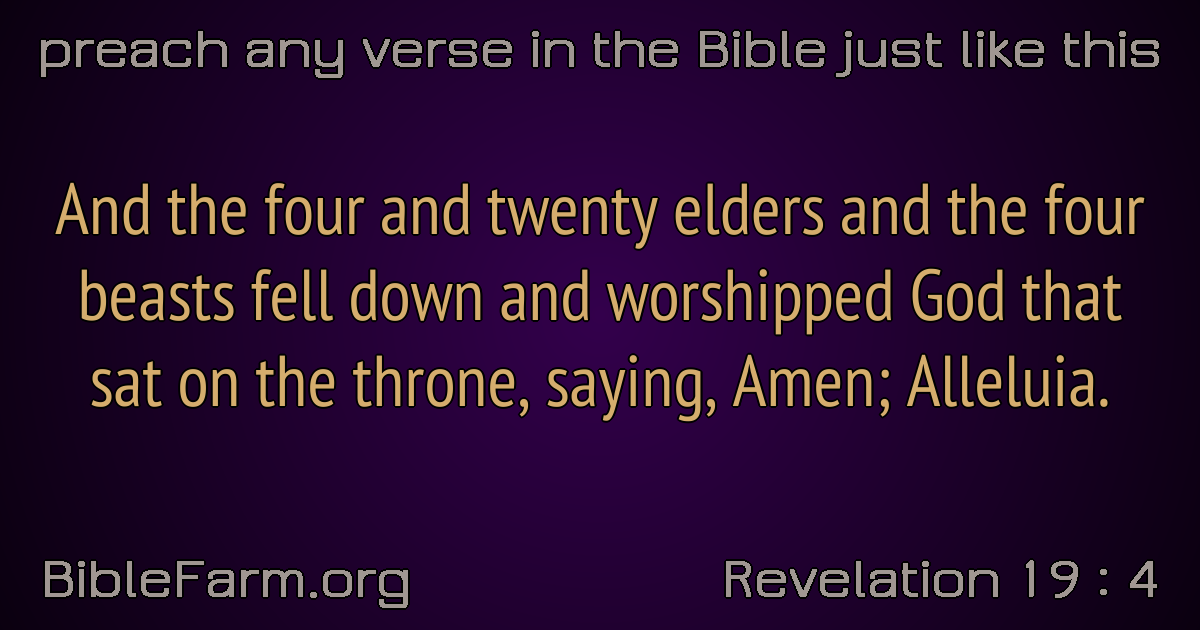 preach any verse in the Bible just like this
And the four and twenty elders and the four
beasts fell down and worshipped God that
sat on the throne, saying, Amen; Alleluia.
BibleFarm.org
Revelation 19 : 4